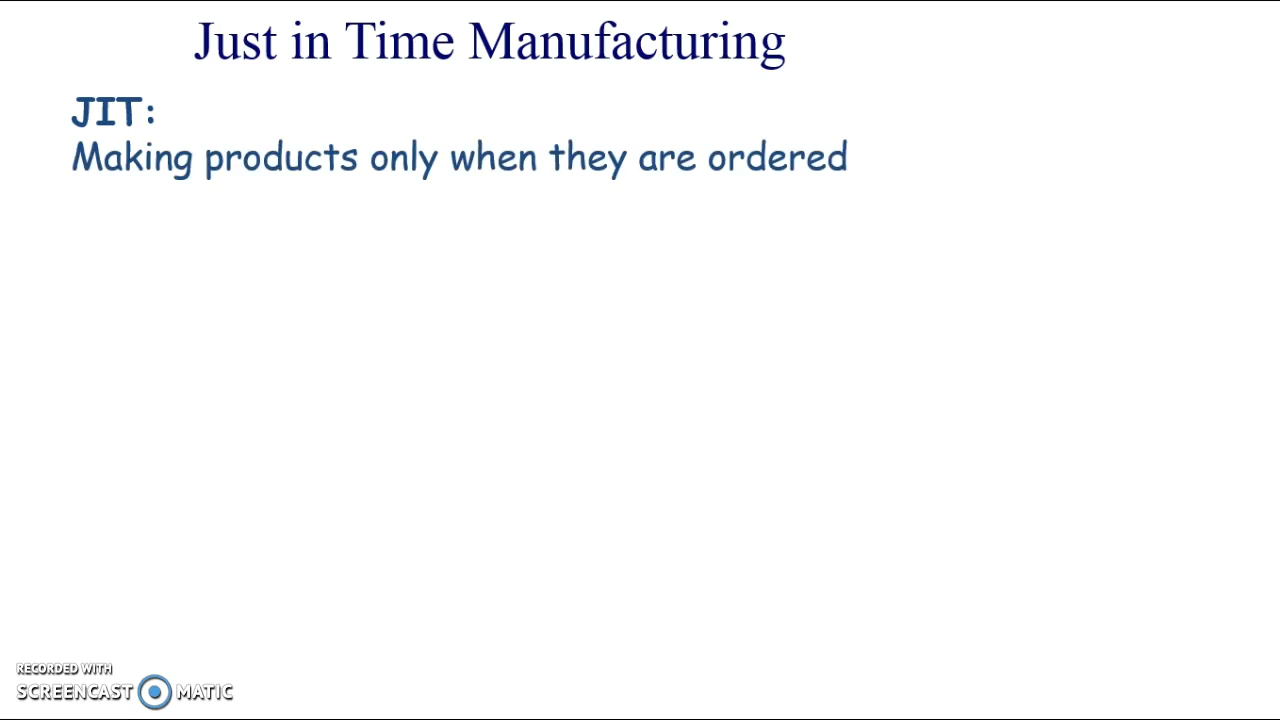 Just in Time Manufacturing
JIT:
Making products only when they are ordered
RECORDED WITH
SCREENCAST MATIC